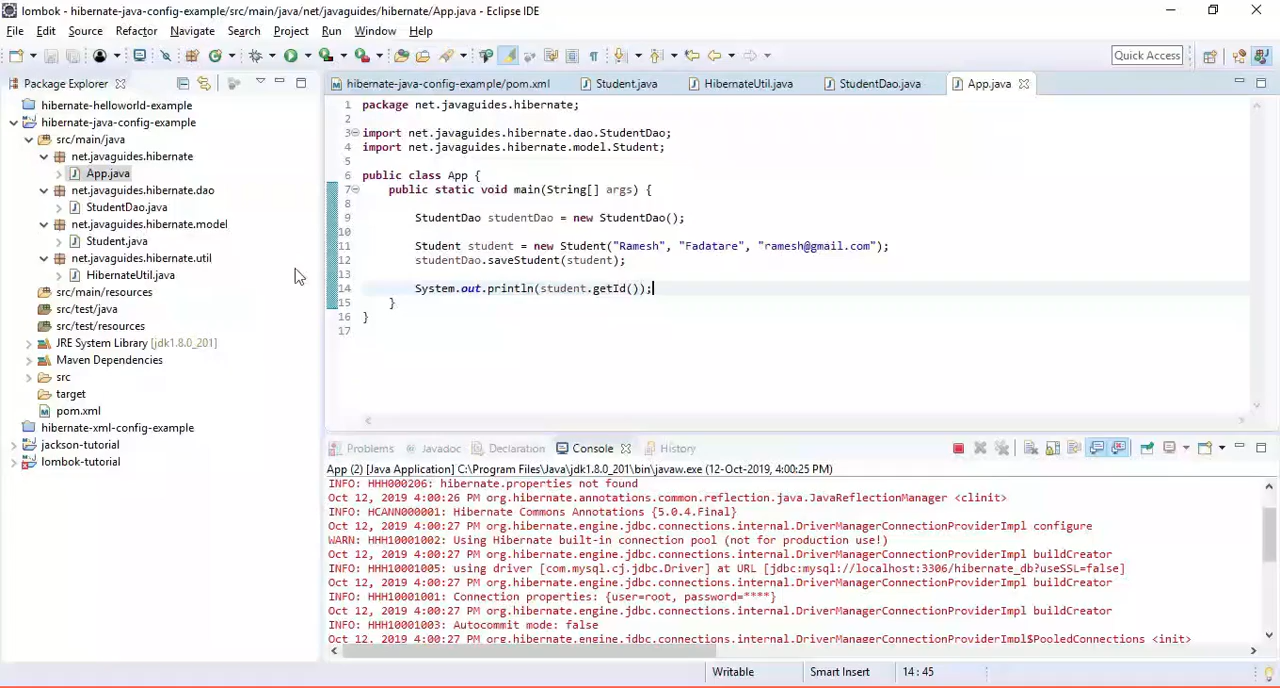 lombok - hibernate-java-config-example/src/main/java/net/javaguides/hibernate/App.java - Eclipse IDE
File Edit Source Refactor Navigate Search Project Run Window Help
Quick Access
Package Explorer
hibernate-helloworld-example
hibernate-java-config-example
src/main/java
net.javaguides.hibernate
App.java
net.javaguides.hibernate.dao
StudentDao.java
net.javaguides.hibernate.model
Student.java
net.javaguides.hibernate.util
HibernateUtil.java
src/main/resources
src/test/java
src/test/resources
JRE System Library [jdk1.8.0_201]
Maven Dependencies
src
target
pom.xml
hibernate-xml-config-example
jackson-tutorial
lombok-tutorial
hibernate-java-config-example/pom.xml Student.java HibernateUtil.java StudentDao.java App.java
1 package net.javaguides.hibernate;
2
3 import net.javaguides.hibernate.dao.StudentDao;
4 import net.javaguides.hibernate.model.Student;
5
6 public class App {
7 public static void main(String[] args) {
8
9 StudentDao studentDao = new StudentDao();
10
11 Student student = new Student("Ramesh", "Fadatare", "ramesh@gmail.com");
12 studentDao.saveStudent(student);
13
14 System.out.println(student.getId());
15 }
16 }
17
Problems Javadoc Declaration Console History
App (2) [Java Application] C:\Program Files\Java\jdk1.8.0_201\bin\javaw.exe (12-Oct-2019, 4:00:25 PM)
INFO: HHH000206: hibernate.properties not found
Oct 12, 2019 4:00:26 PM org.hibernate.annotations.common.reflection.java.JavaReflectionManager <clinit>
INFO: HCANN000001: Hibernate Commons Annotations {5.0.4.Final}
Oct 12, 2019 4:00:27 PM org.hibernate.engine.jdbc.connections.internal.DriverManagerConnectionProviderImpl configure
WARN: HHH10001002: Using Hibernate built-in connection pool (not for production use!)
Oct 12, 2019 4:00:27 PM org.hibernate.engine.jdbc.connections.internal.DriverManagerConnectionProviderImpl buildCreator
INFO: HHH10001005: using driver [com.mysql.cj.jdbc.Driver] at URL [jdbc:mysql://localhost:3306/hibernate_db?useSSL=false]
Oct 12, 2019 4:00:27 PM org.hibernate.engine.jdbc.connections.internal.DriverManagerConnectionProviderImpl buildCreator
INFO: HHH10001001: Connection properties: {user=root, password=****}
Oct 12, 2019 4:00:27 PM org.hibernate.engine.jdbc.connections.internal.DriverManagerConnectionProviderImpl buildCreator
INFO: HHH10001003: Autocommit mode: false
Oct 12, 2019 4:00:27 PM org.hibernate.engine.jdbc.connections.internal.DriverManagerConnectionProviderImpl$PooledConnections <init>
Writable Smart Insert 14 : 45